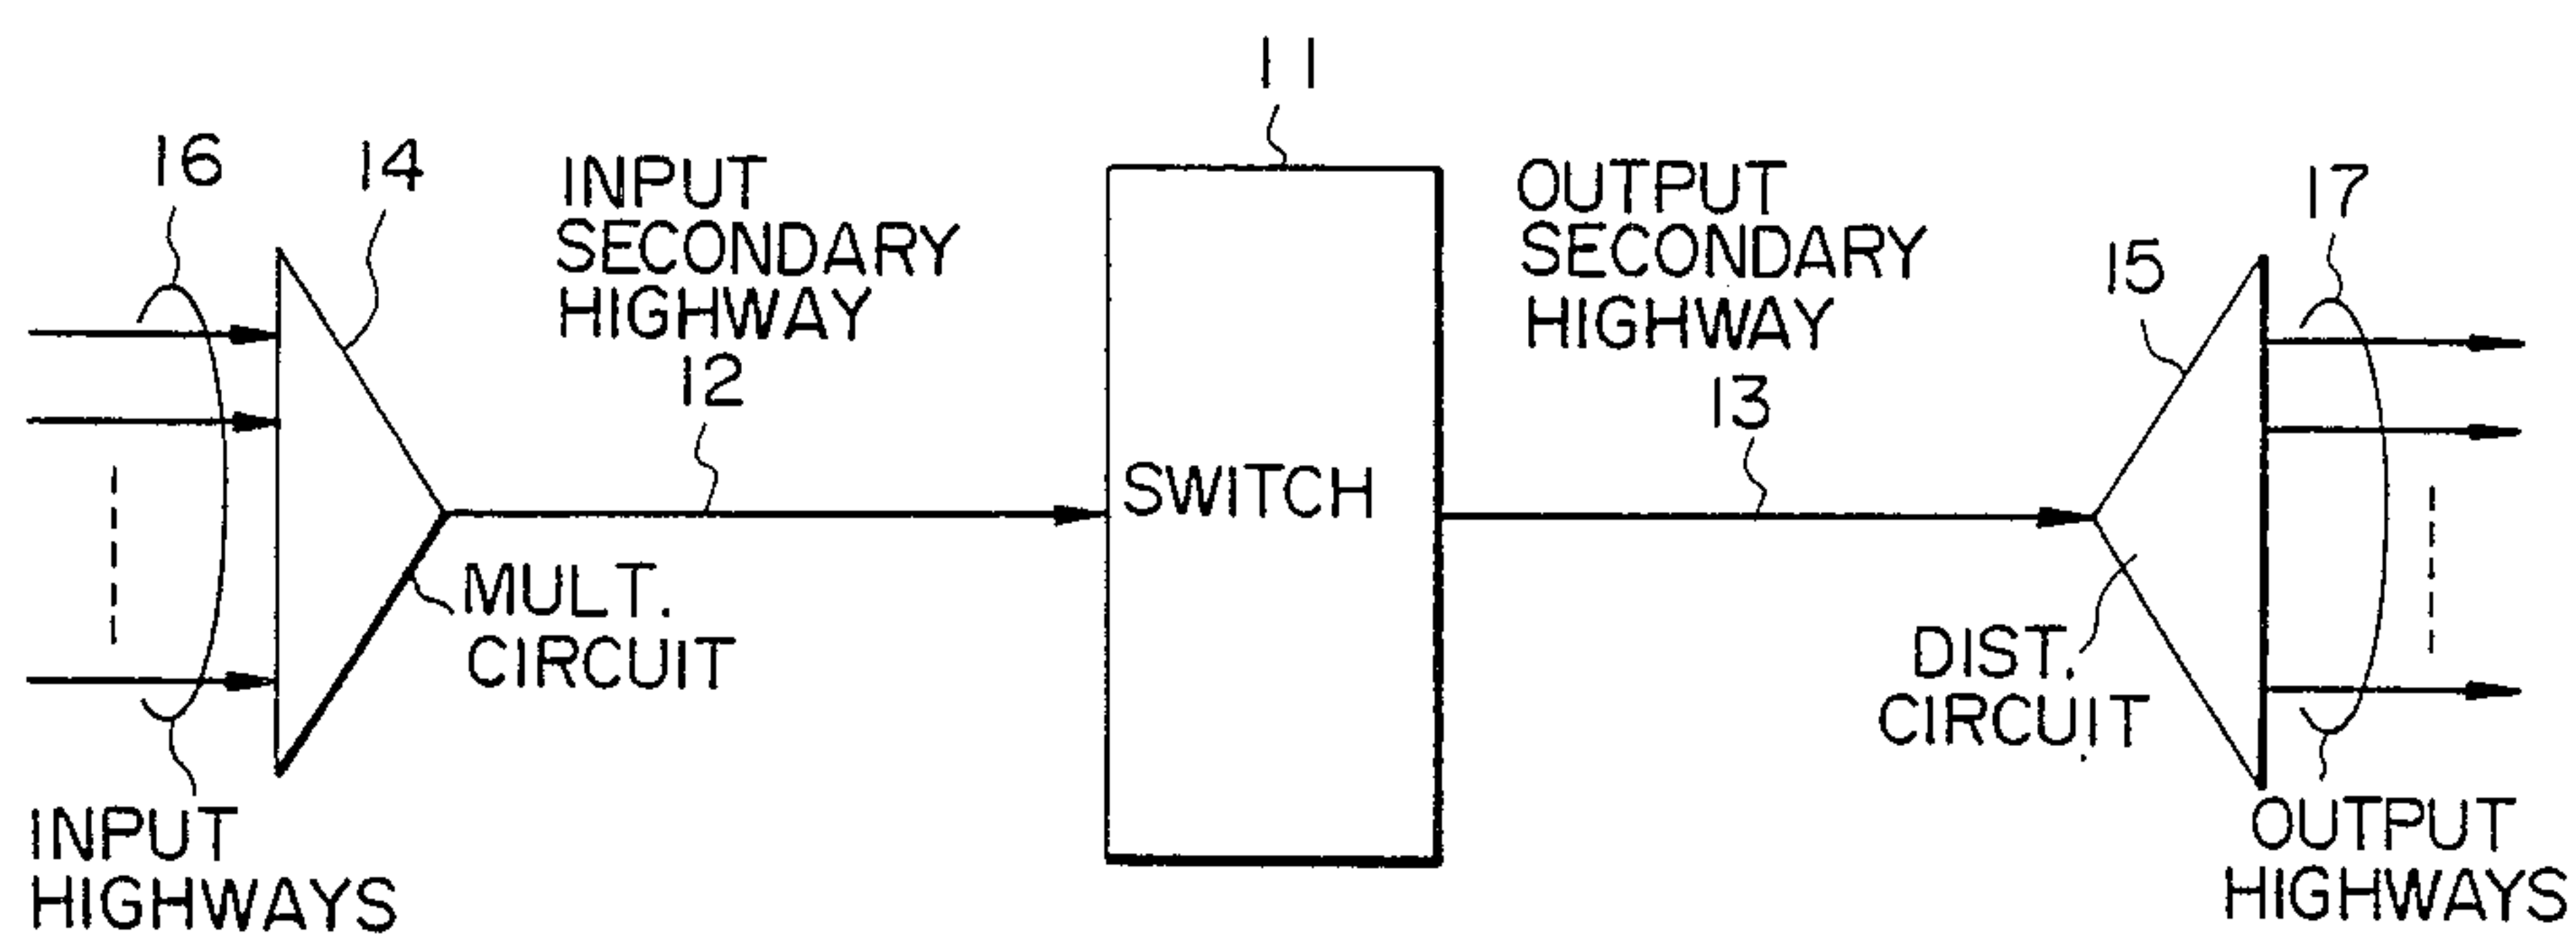 11
16
14
INPUT
SECONDARY
HIGHWAY
12
OUTPUT
SECONDARY
HIGHWAY
13
17
15
SWITCH
MULT.
CIRCUIT
DIST.
CIRCUIT
INPUT
HIGHWAYS
OUTPUT
HIGHWAYS